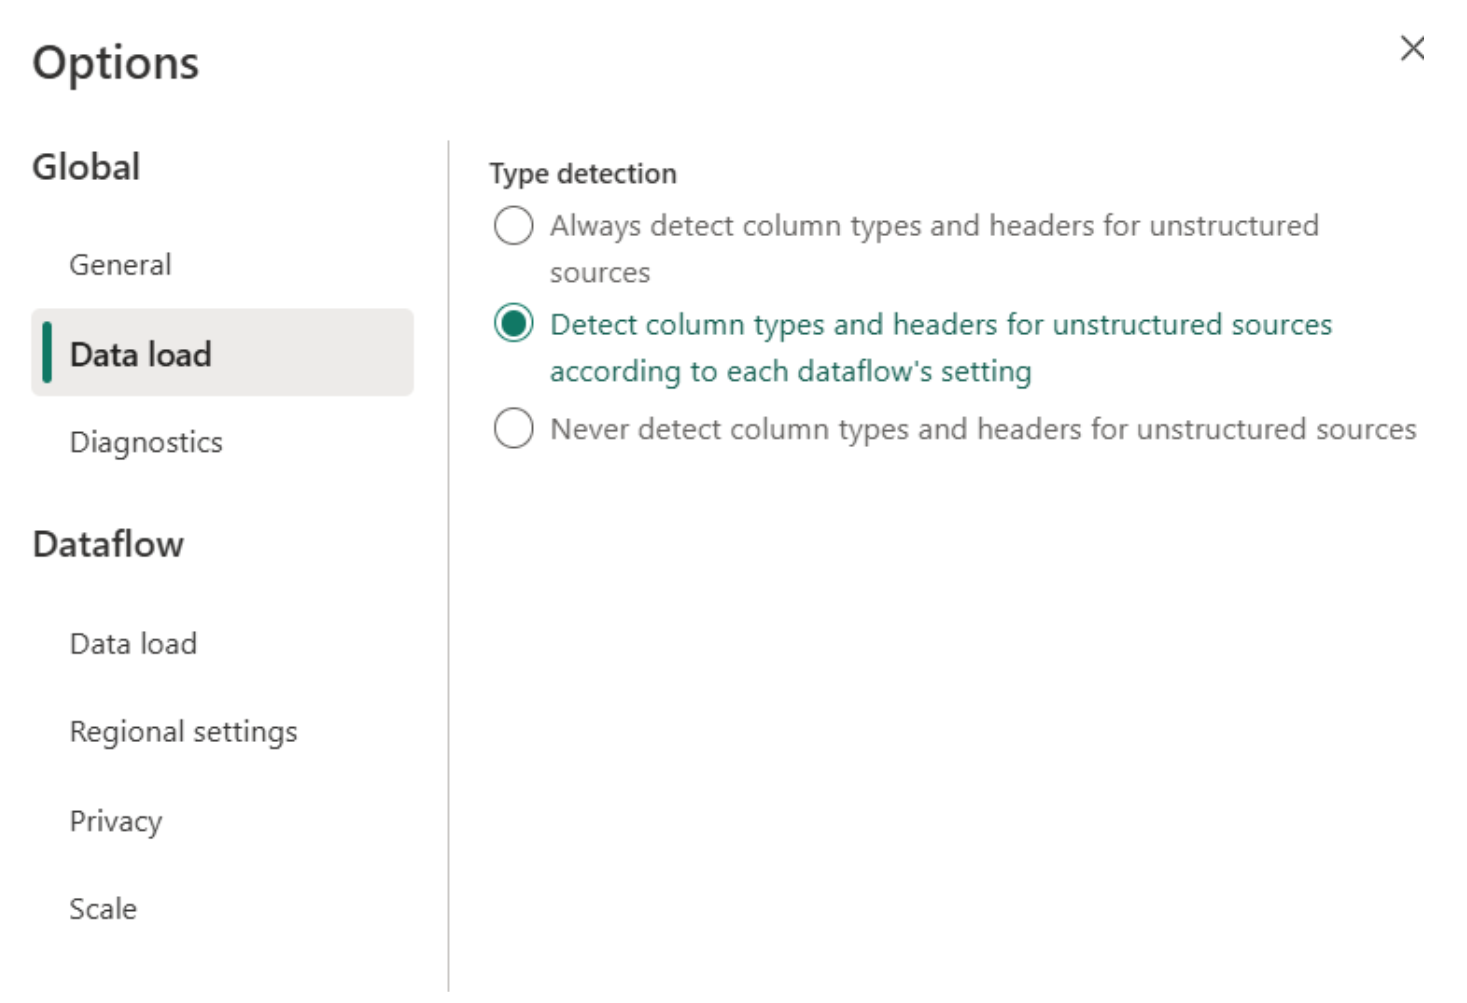 Options
Global
General
Data load
Diagnostics
Dataflow
Data load
Regional settings
Privacy
Scale
Type detection
Always detect column types and headers for unstructured
sources
Detect column types and headers for unstructured sources
according to each dataflow's setting
Never detect column types and headers for unstructured sources